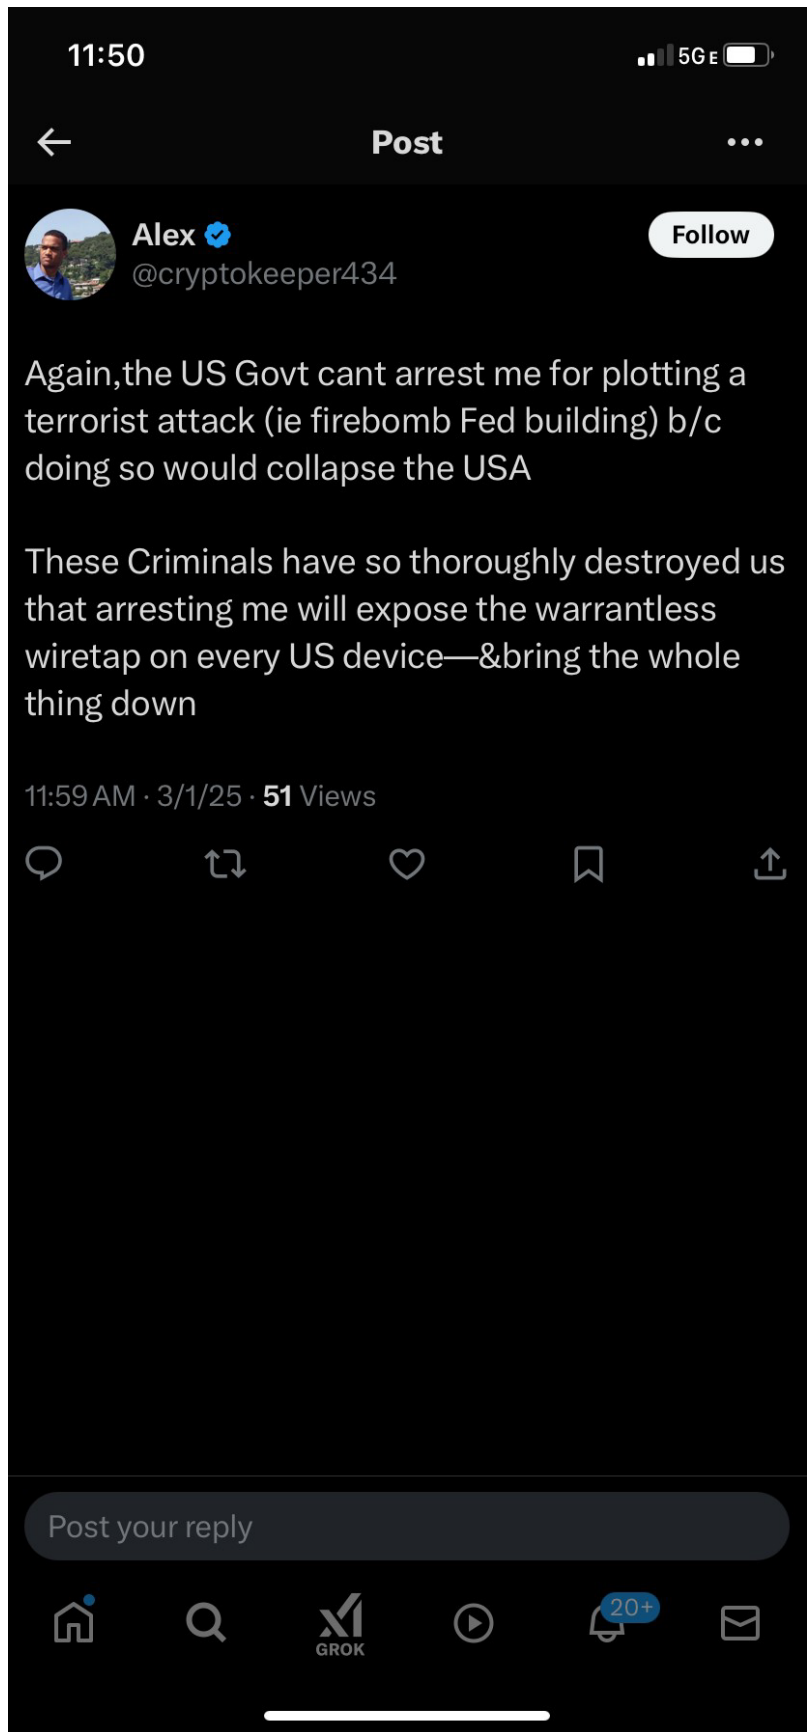 11:50
5GE
Post
Alex
Follow
@cryptokeeper434
Again,the US Govt cant arrest me for plotting a
terrorist attack (ie firebomb Fed building) b/c
doing so would collapse the USA
These Criminals have so thoroughly destroyed us
that arresting me will expose the warrantless
wiretap on every US device—&bring the whole
thing down
11:59 AM · 3/1/25 · 51 Views
Post your reply
20+
GROK